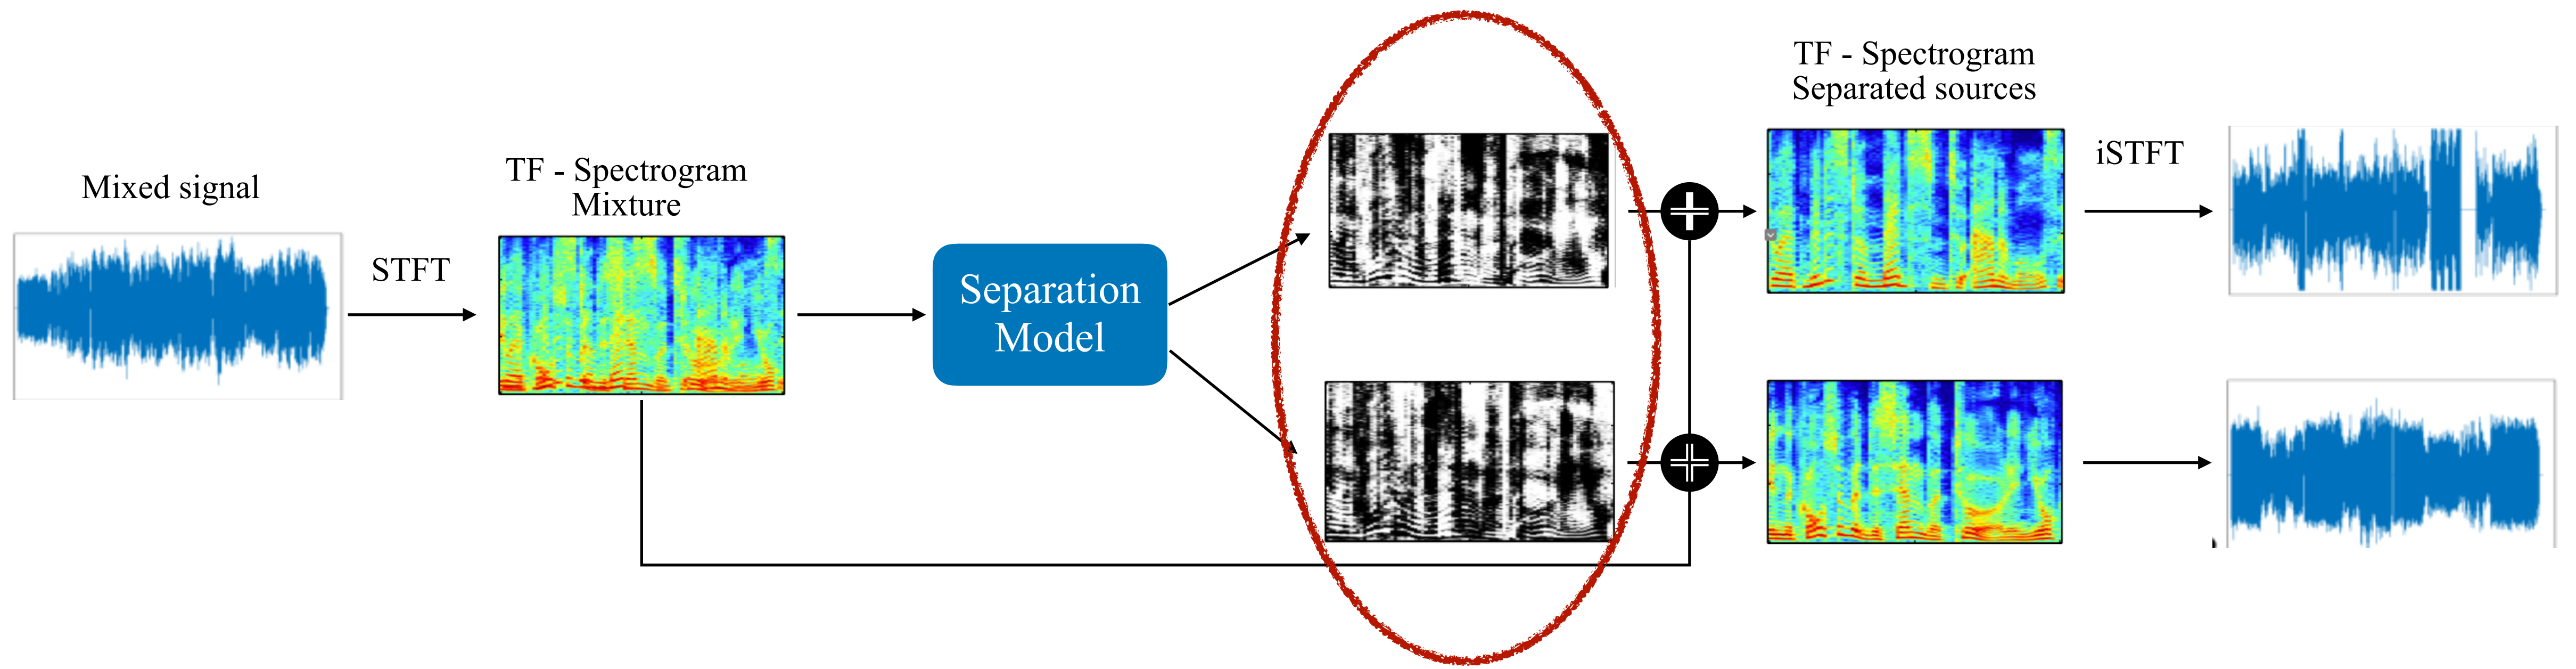 Mixed signal
STFT
TF - Spectrogram
Mixture
Separation
Model
TF - Spectrogram
Separated sources
iSTFT